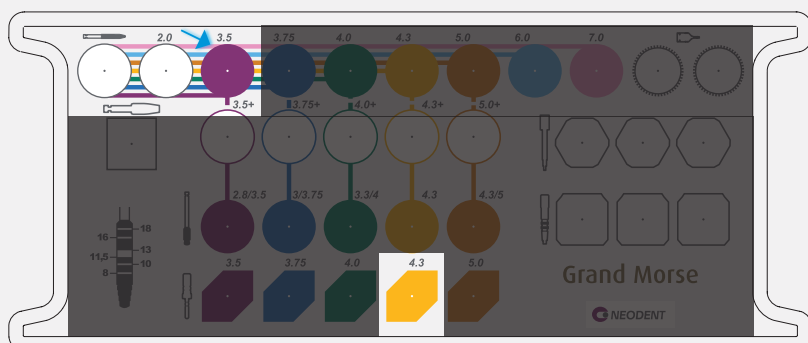 2.0 3.5 3.75 4.0 4.3 5.0 6.0 7.0
3.5+ 3.75+ 4.0+ 4.3+ 5.0+
2.8/3.5 3/3.75 3.3/4 4.3 4.3/5
18
16
13
11,5
10
8
3.5 3.75 4.0 4.3 5.0
Grand Morse
NEODENT